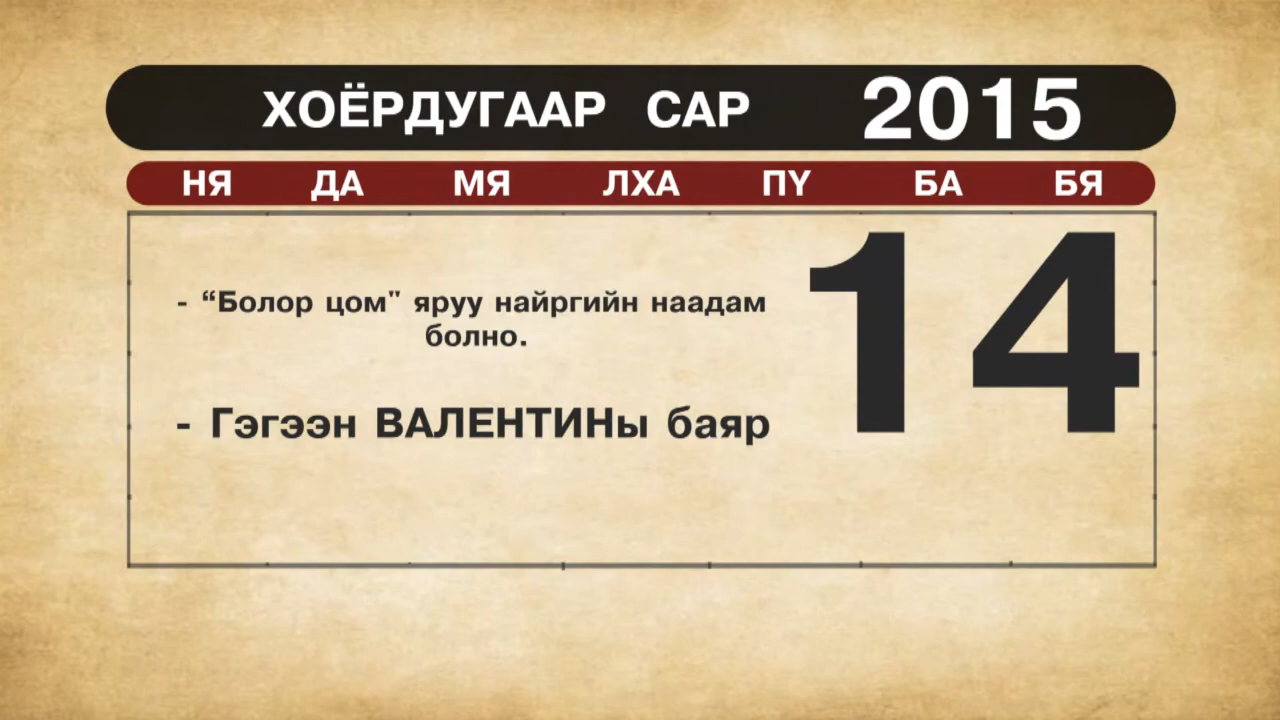 ХОЁРДУГААР САР 2015
НЯ ДА МЯ ЛХА ПҮ БА БЯ
14
- “Болор цом" яруу найргийн наадам
болно.
- Гэгээн ВАЛЕНТИНы баяр